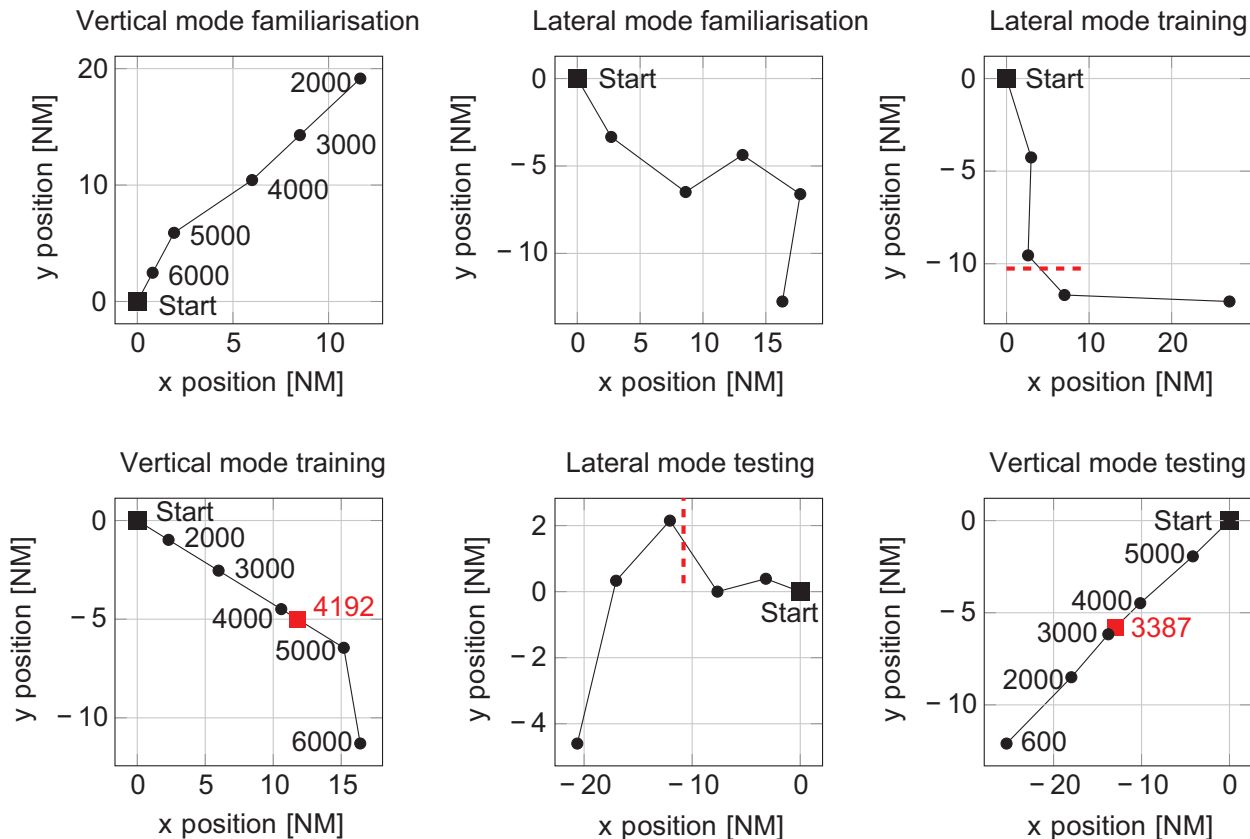 Vertical mode familiarisation
20
10
0
y position [NM]
2000
3000
4000
5000
6000
Start
0 5 10
x position [NM]
Lateral mode familiarisation
0
−5
−10
y position [NM]
Start
0 5 10 15
x position [NM]
Lateral mode training
0
−5
−10
y position [NM]
Start
0 10 20
x position [NM]
Vertical mode training
0
−5
−10
y position [NM]
Start
2000
3000
4192
4000
5000
6000
0 5 10 15
x position [NM]
Lateral mode testing
2
0
−2
−4
y position [NM]
Start
−20 −10 0
x position [NM]
Vertical mode testing
0
−5
−10
y position [NM]
Start
5000
4000
3000 3387
2000
600
−20 −10 0
x position [NM]